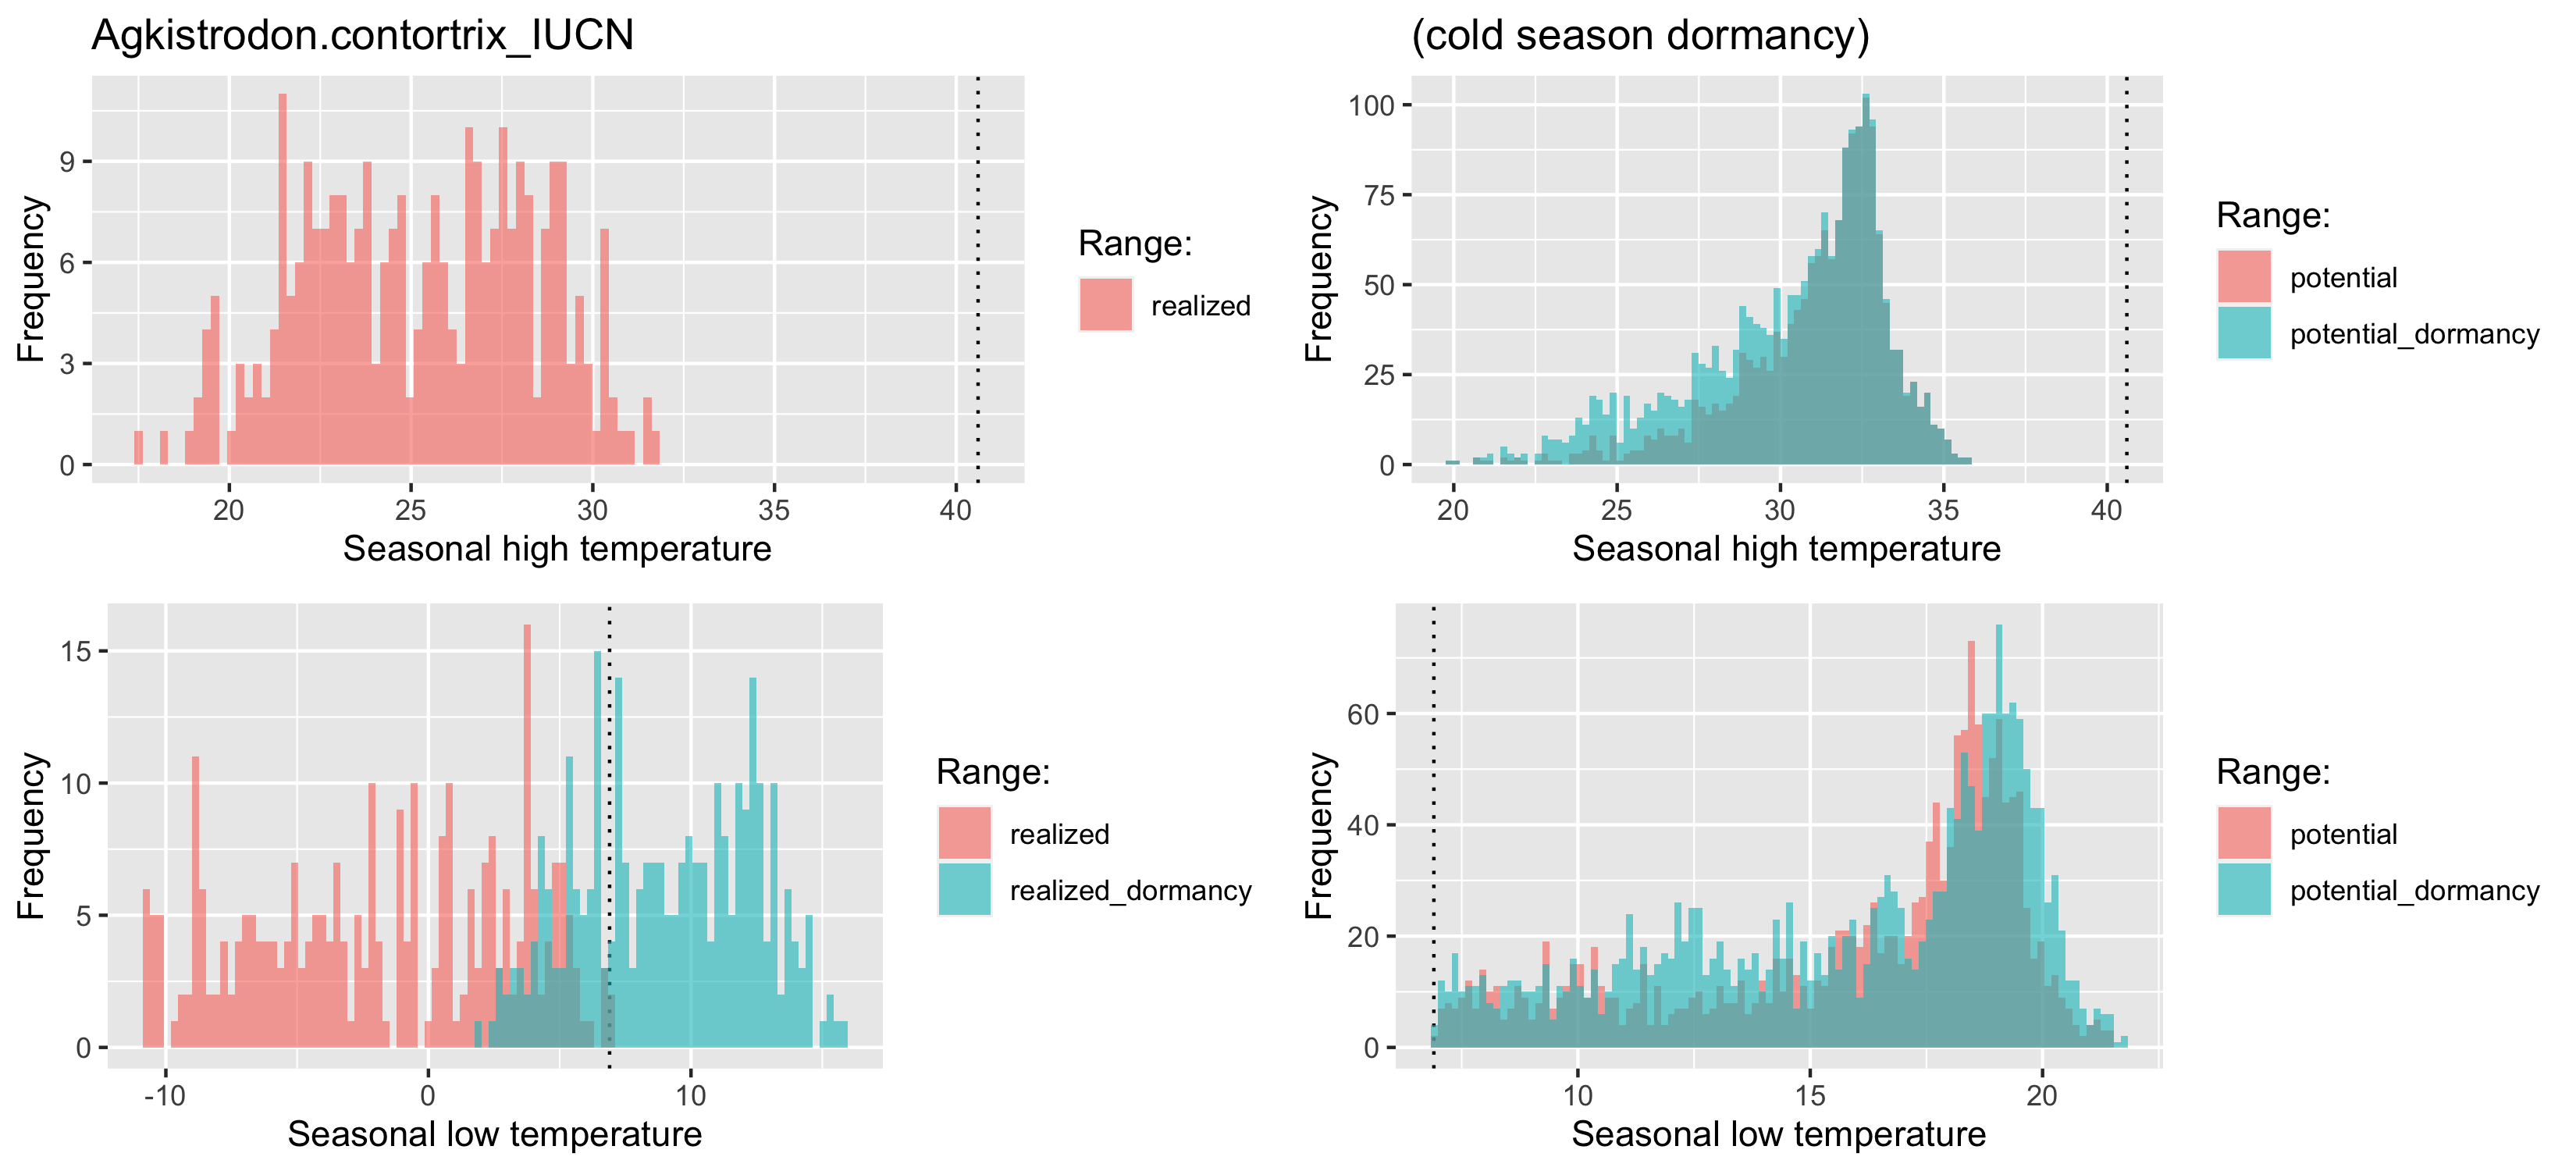 Agkistrodon.contortrix_IUCN
(cold season dormancy)
Frequency
9
6
3
0
20 25 30 35 40
Seasonal high temperature
Range:
realized
Frequency
100
75
50
25
0
20 25 30 35 40
Seasonal high temperature
Range:
potential
potential_dormancy
Frequency
15
10
5
0
-10 0 10
Seasonal low temperature
Range:
realized
realized_dormancy
Frequency
60
40
20
0
10 15 20
Seasonal low temperature
Range:
potential
potential_dormancy